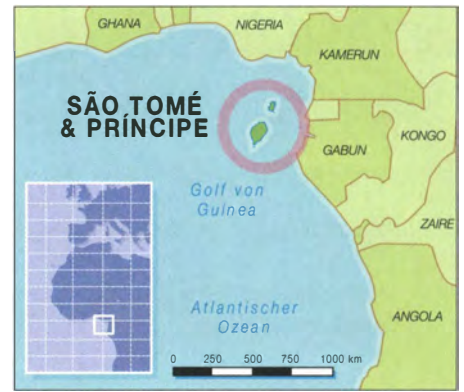 GHANA
NIGERIA
KAMERUN
SÃO TOMÉ
& PRÍNCIPE
KONGO
GABUN
Golf von
Guinea
ZAIRE
Atlantischer
Ozean
ANGOLA
0 250 500 750 1000 km